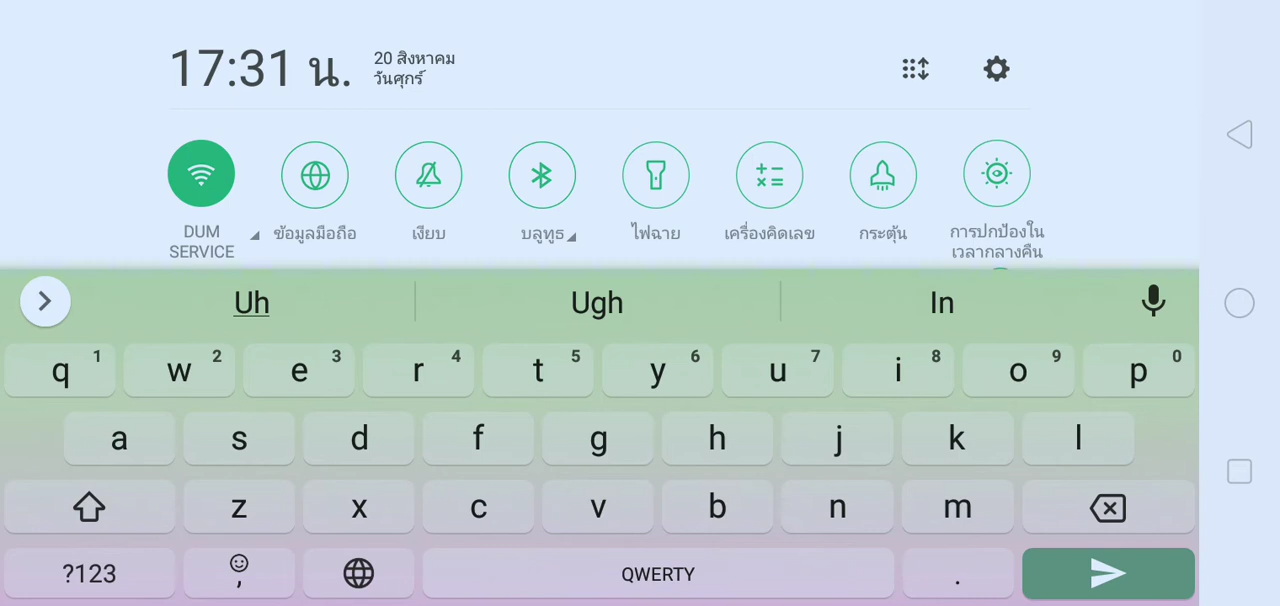 17:31 น.
20 สิงหาคม
วันศุกร์
DUM SERVICE
ข้อมูลมือถือ
เงียบ
บลูทูธ
ไฟฉาย
เครื่องคิดเลข
กระตุ้น
การปกป้องใน
เวลากลางคืน
Uh Ugh In
q 1 w 2 e 3 r 4 t 5 y 6 u 7 i 8 o 9 p 0
a s d f g h j k l
z x c v b n m
?123 , QWERTY .